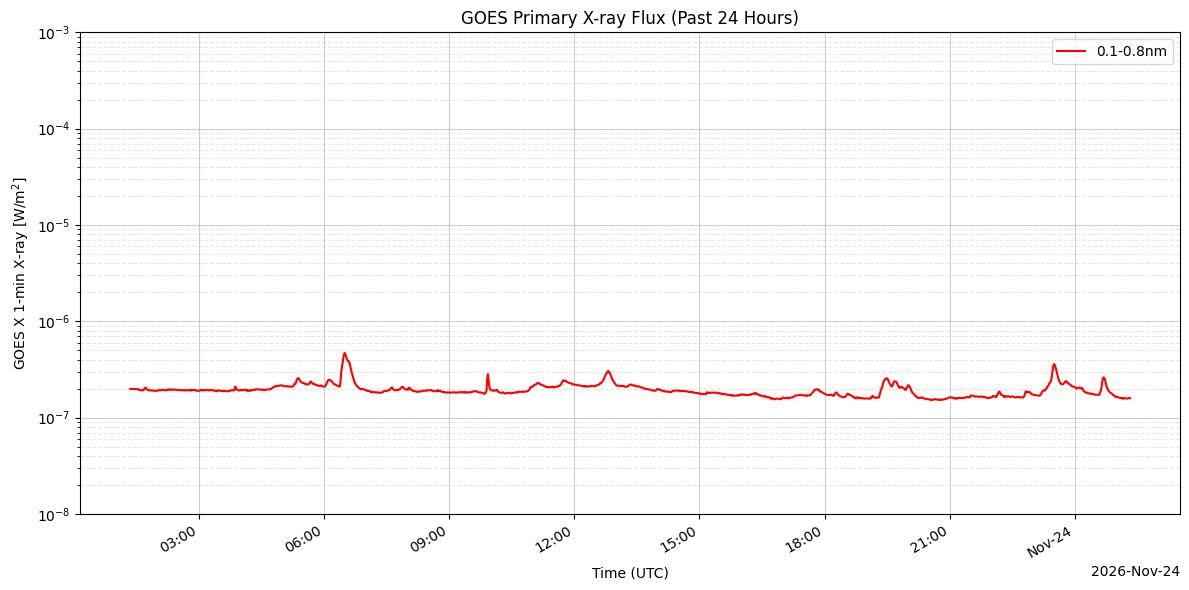 GOES Primary X-ray Flux (Past 24 Hours)
0.1-0.8nm
GOES X 1-min X-ray [W/m²]
10⁻³
10⁻⁴
10⁻⁵
10⁻⁶
10⁻⁷
10⁻⁸
03:00
06:00
09:00
12:00
15:00
18:00
21:00
Nov-24
Time (UTC)
2026-Nov-24